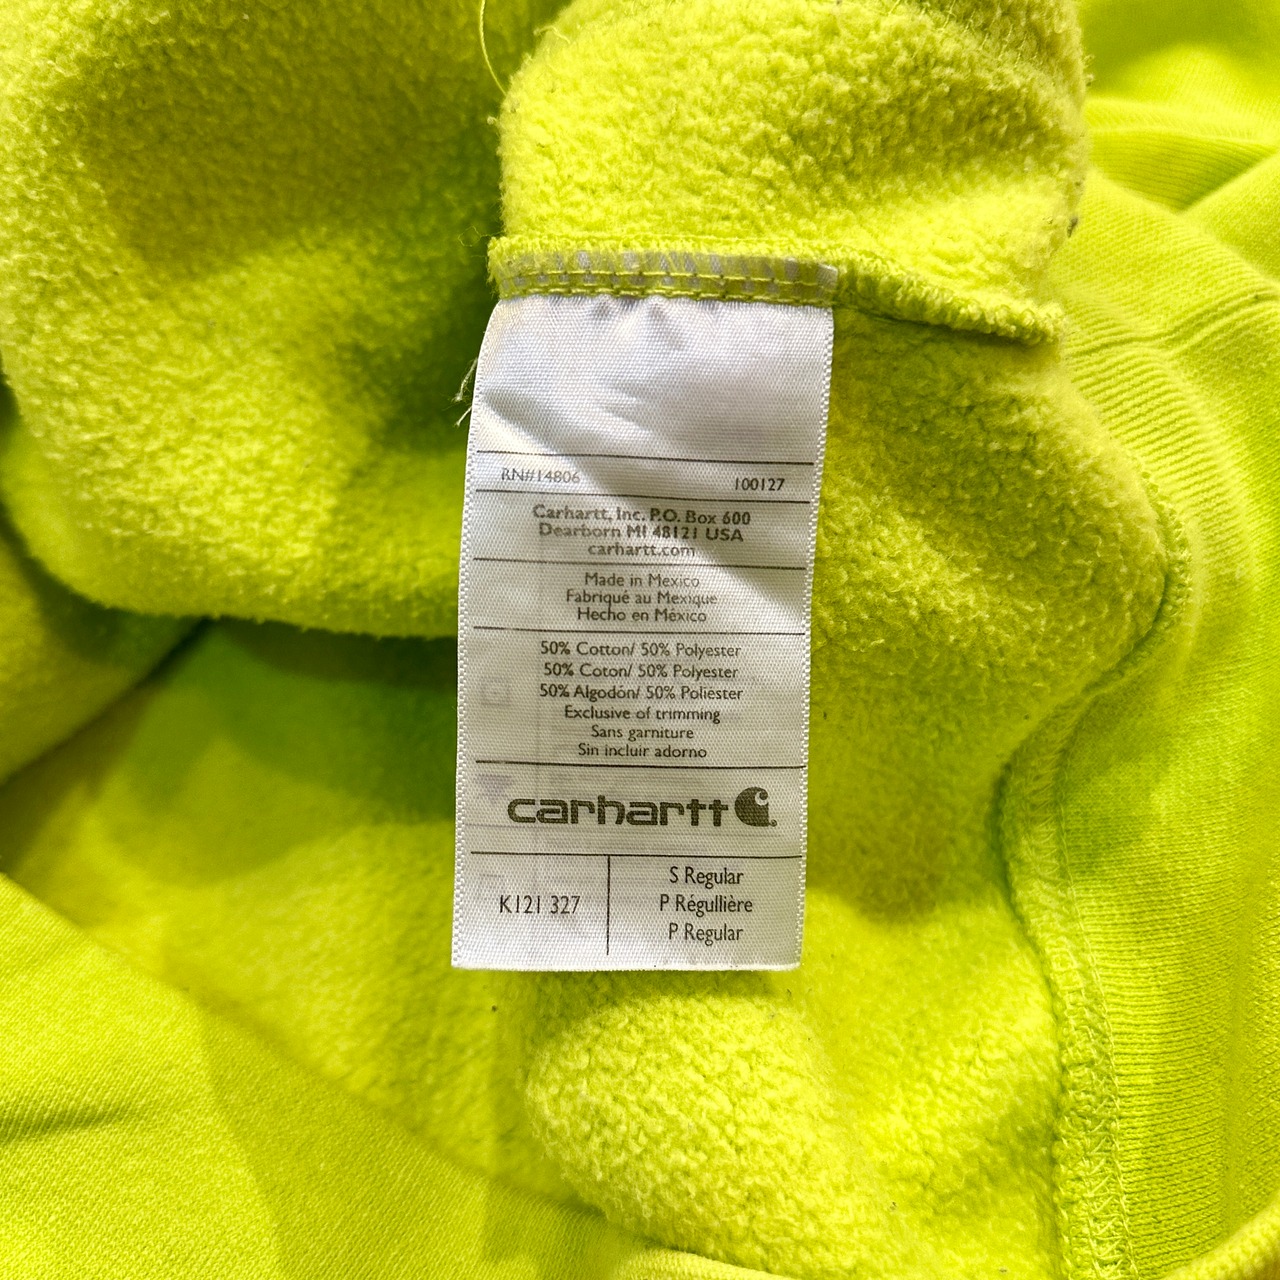 RN#14806 100127
Carhartt, Inc. P.O. Box 600
Dearborn MI 48121 USA
carhartt.com
Made in Mexico
Fabriqué au Mexique
Hecho en México
50% Cotton/ 50% Polyester
50% Coton/ 50% Polyester
50% Algodón/ 50% Poliéster
Exclusive of trimming
Sans garniture
Sin incluir adorno
carhartt
K121 327
S Regular
P Régullière
P Regular